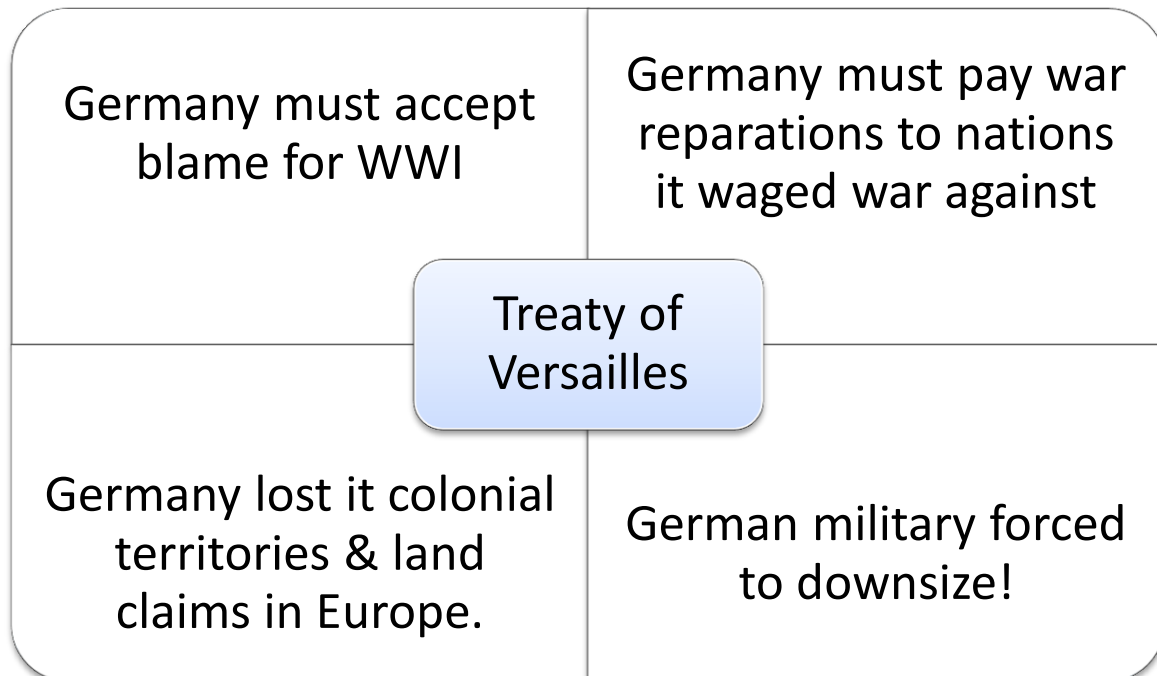 Germany must accept
blame for WWI
Germany must pay war
reparations to nations
it waged war against
Treaty of
Versailles
Germany lost it colonial
territories & land
claims in Europe.
German military forced
to downsize!